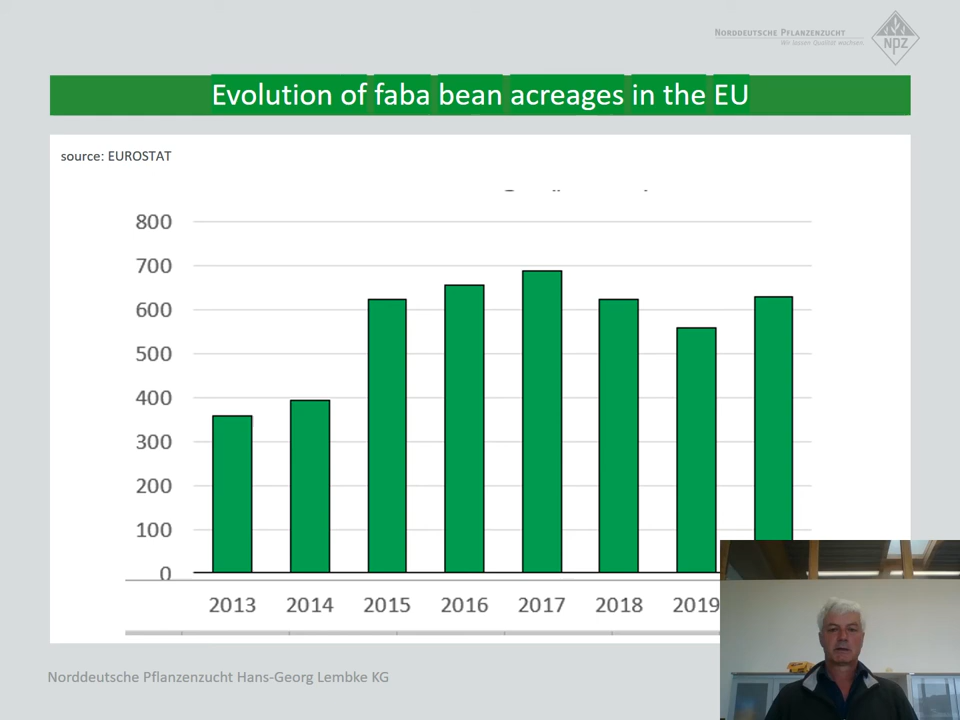 NORDDEUTSCHE PFLANZENZUCHT
Wir lassen Qualität wachsen.
NPZ
Evolution of faba bean acreages in the EU
source: EUROSTAT
800
700
600
500
400
300
200
100
0
2013 2014 2015 2016 2017 2018 2019
Norddeutsche Pflanzenzucht Hans-Georg Lembke KG